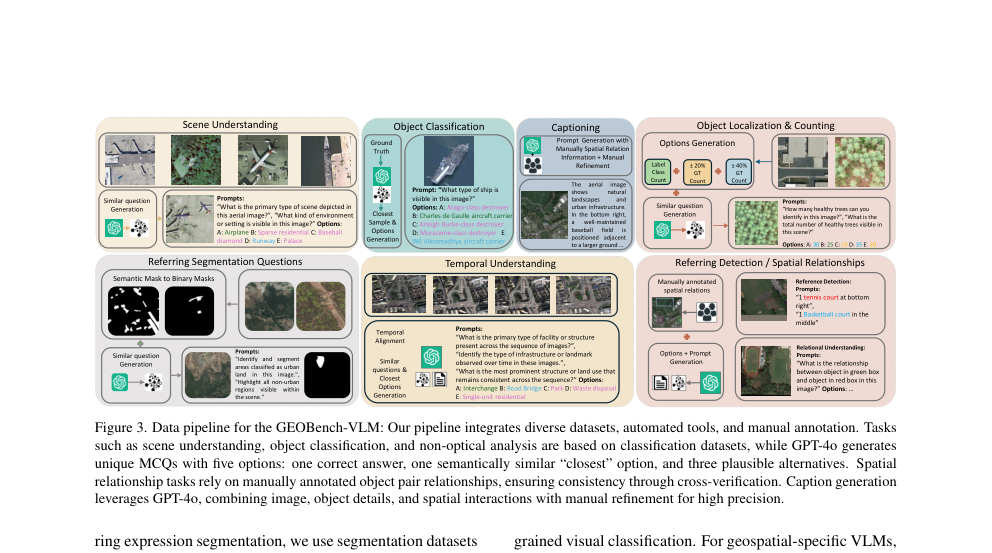 Scene Understanding
Similar question
Generation
Prompts:
"What is the primary type of scene depicted in
this aerial image?", "What kind of environment
or setting is visible in this image?" Options:
A: Airplane B: Sparse residential C: Baseball
diamond D: Runway E: Palace
Object Classification
Ground
Truth
Closest
Sample &
Options
Generation
Prompt: "What type of ship is
visible in this image?"
Options: A: Atago-class destroyer
B: Charles de Gaulle aircraft carrier
C: Arleigh Burke-class destroyer
D: Murasame-class destroyer E:
INS Vikramaditya aircraft carrier
Captioning
Prompt Generation with
Manually Spatial Relation
Information + Manual
Refinement
The aerial image
shows natural
landscapes and
urban infrastructure.
In the bottom right,
a well-maintained
baseball field is
positioned adjacent
to a larger ground ...
Object Localization & Counting
Options Generation
Label
Class
Count
± 20%
GT
Count
± 40%
GT
Count
Similar question
Generation
Prompts:
"How many healthy trees can you
identify in this image?", "What is the
total number of healthy trees visible in
this scene?"
Options: A: 30 B: 25 C: D: 35 E:
Referring Segmentation Questions
Semantic Mask to Binary Masks
Similar question
Generation
Prompts:
"Identify and segment
areas classified as urban
land in this image.",
"Highlight all non-urban
regions visible within
the scene."
Temporal Understanding
Temporal
Alignment
Similar
questions &
Closest
Options
Generation
Prompts:
"What is the primary type of facility or structure
present across the sequence of images?",
"Identify the type of infrastructure or landmark
observed over time in these images.",
"What is the most prominent structure or land use that
remains consistent across the sequence?" Options:
A: Interchange B: Road Bridge C: Park D: Waste disposal
E: Single-unit residential
Referring Detection / Spatial Relationships
Manually annotated
spatial relations
Options + Prompt
Generation
Reference Detection:
Prompts:
"1 tennis court at bottom
right",
"1 Basketball court in the
middle"
Relational Understanding:
Prompts:
"What is the relationship
between object in green box
and object in red box in this
image?" Options: ...
Figure 3. Data pipeline for the GEOBench-VLM: Our pipeline integrates diverse datasets, automated tools, and manual annotation. Tasks
such as scene understanding, object classification, and non-optical analysis are based on classification datasets, while GPT-4o generates
unique MCQs with five options: one correct answer, one semantically similar “closest” option, and three plausible alternatives. Spatial
relationship tasks rely on manually annotated object pair relationships, ensuring consistency through cross-verification. Caption generation
leverages GPT-4o, combining image, object details, and spatial interactions with manual refinement for high precision.
ring expression segmentation, we use segmentation datasets
grained visual classification. For geospatial-specific VLMs,